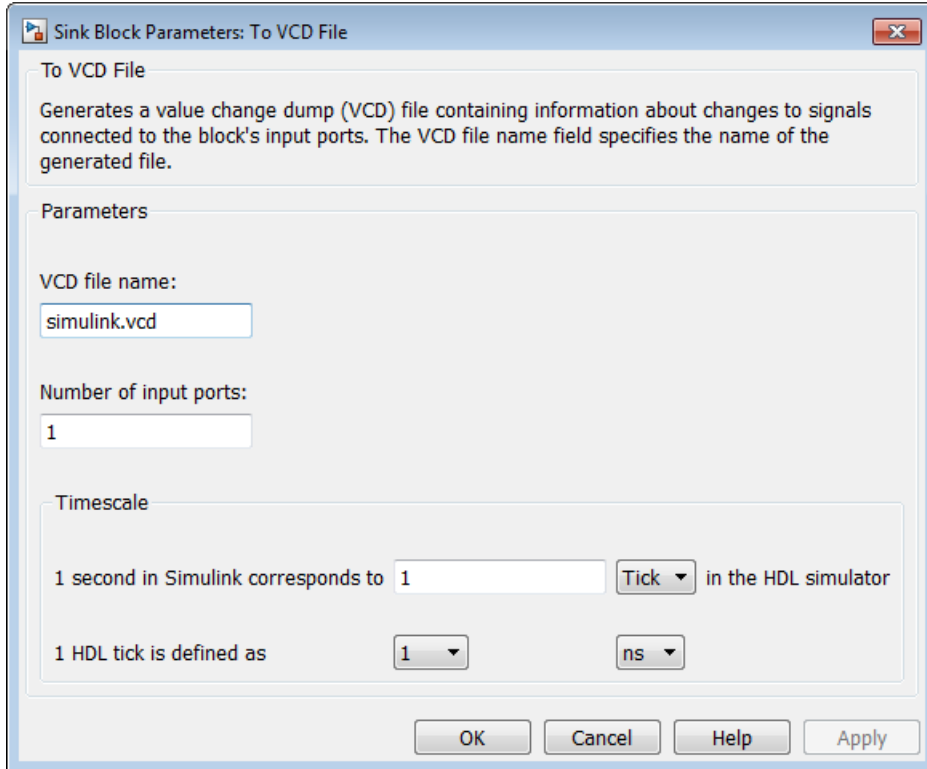 Sink Block Parameters: To VCD File
To VCD File
Generates a value change dump (VCD) file containing information about changes to signals
connected to the block's input ports. The VCD file name field specifies the name of the
generated file.
Parameters
VCD file name:
simulink.vcd
Number of input ports:
1
Timescale
1 second in Simulink corresponds to 1 Tick in the HDL simulator
1 HDL tick is defined as 1 ns
OK Cancel Help Apply